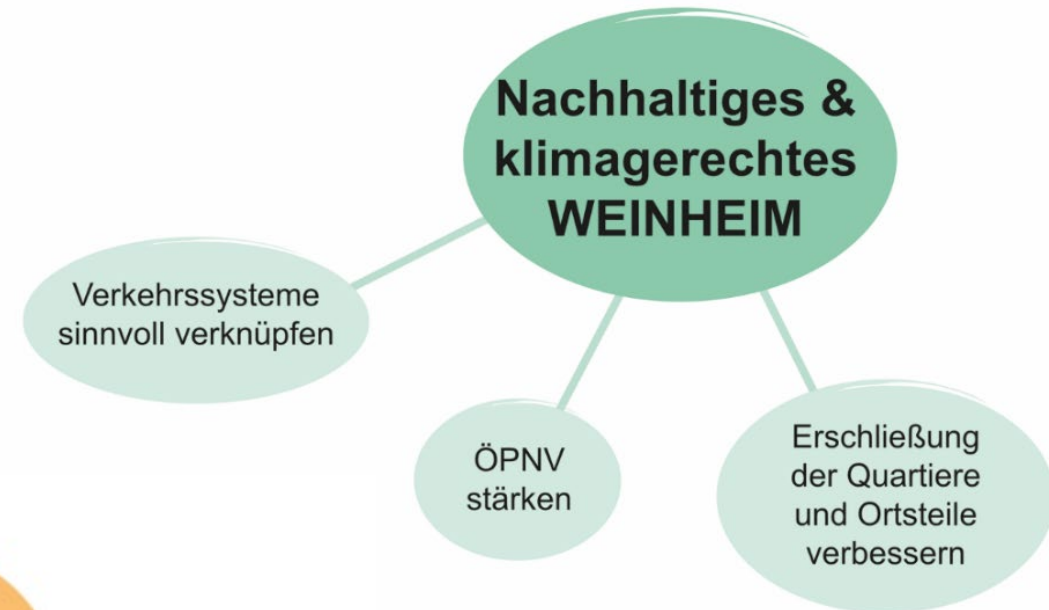 Nachhaltiges &
klimagerechtes
WEINHEIM
Verkehrssysteme
sinnvoll verknüpfen
ÖPNV
stärken
Erschließung
der Quartiere
und Ortsteile
verbessern